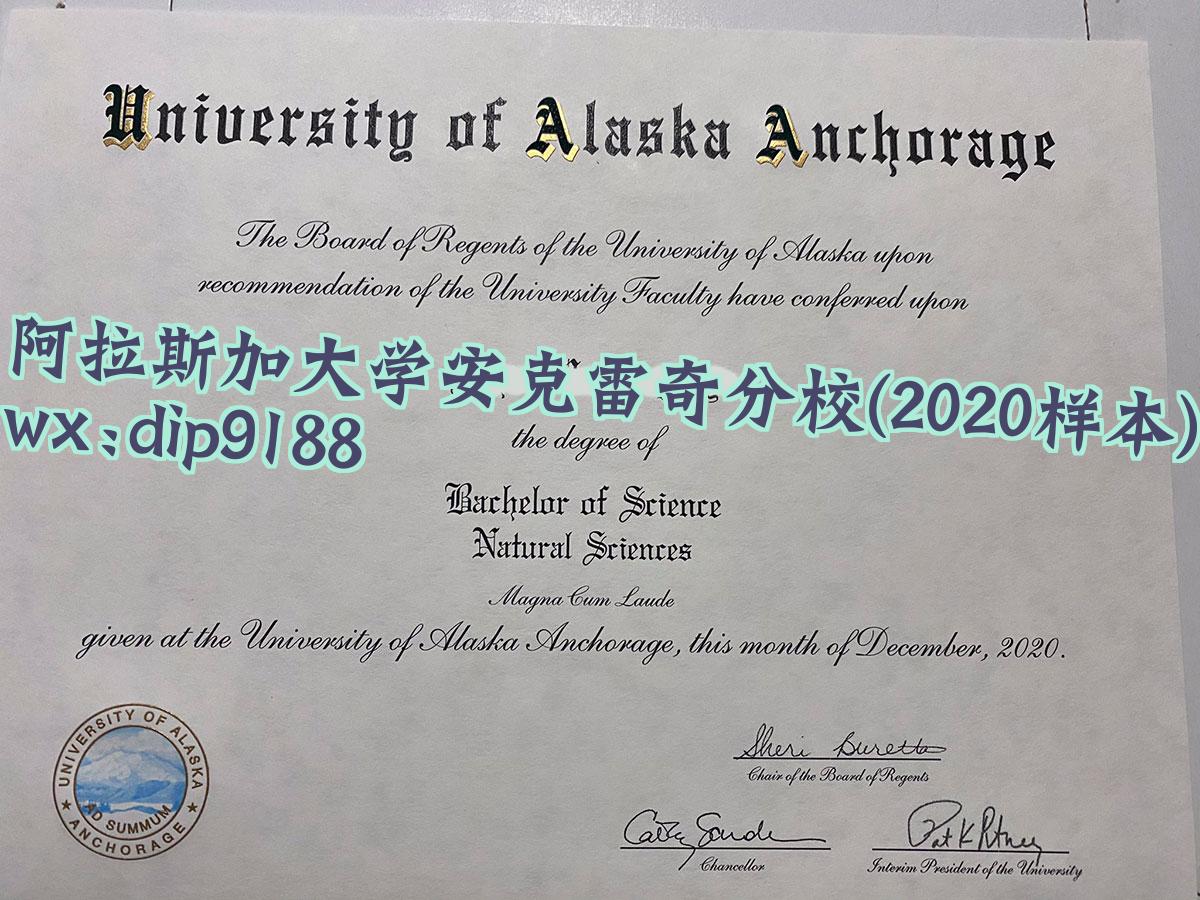 University of Alaska Anchorage
The Board of Regents of the University of Alaska upon
recommendation of the University Faculty have conferred upon
阿拉斯加大学安克雷奇分校(2020样本)
wx:dip9188
the degree of
Bachelor of Science
Natural Sciences
Magna Cum Laude
given at the University of Alaska Anchorage, this month of December, 2020.
UNIVERSITY OF ALASKA
AD SUMMUM
ANCHORAGE
Sheri Buretta
Chair of the Board of Regents
Chancellor
Pat K Pitney
Interim President of the University